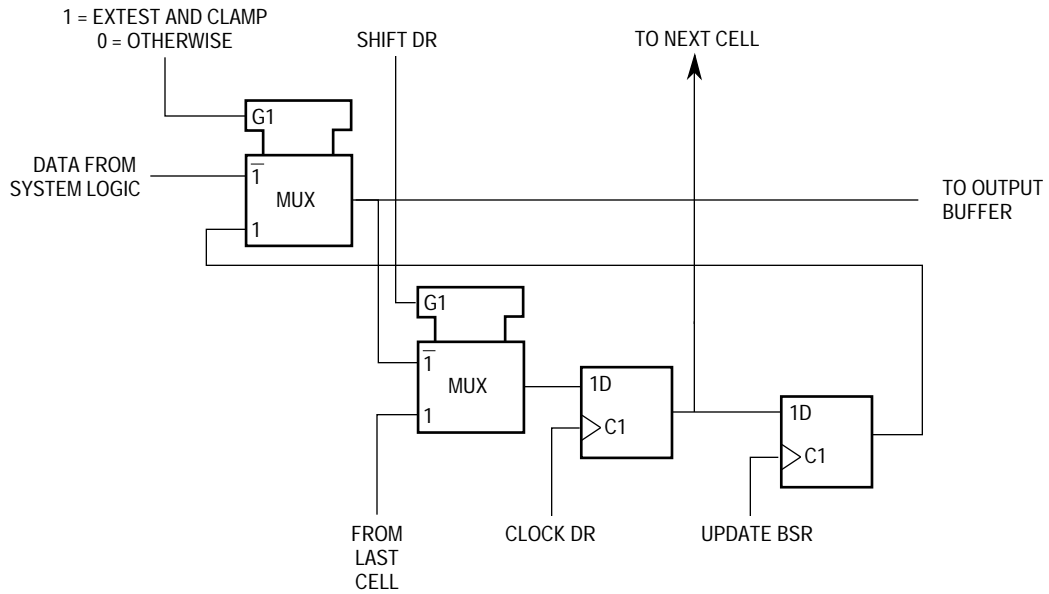 1 = EXTEST AND CLAMP
0 = OTHERWISE
SHIFT DR
TO NEXT CELL
G1
DATA FROM
SYSTEM LOGIC
1̅
MUX
1
TO OUTPUT
BUFFER
G1
1̅
MUX
1
1D
C1
1D
C1
FROM
LAST
CELL
CLOCK DR
UPDATE BSR